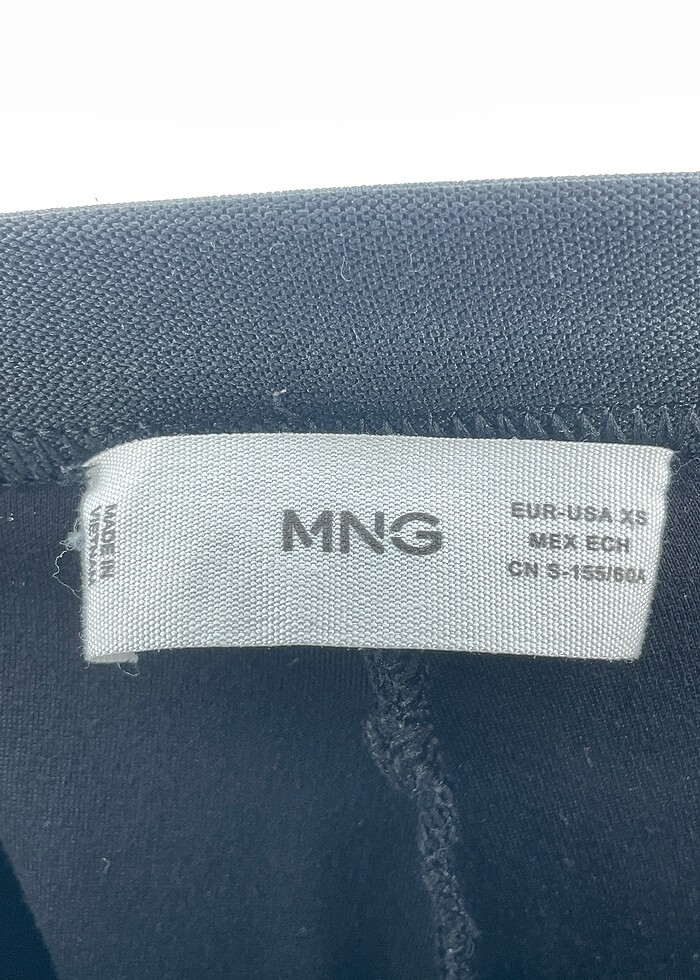 MADE IN
VIETNAM
MNG
EUR-USA XS
MEX ECH
CN S-155/60A